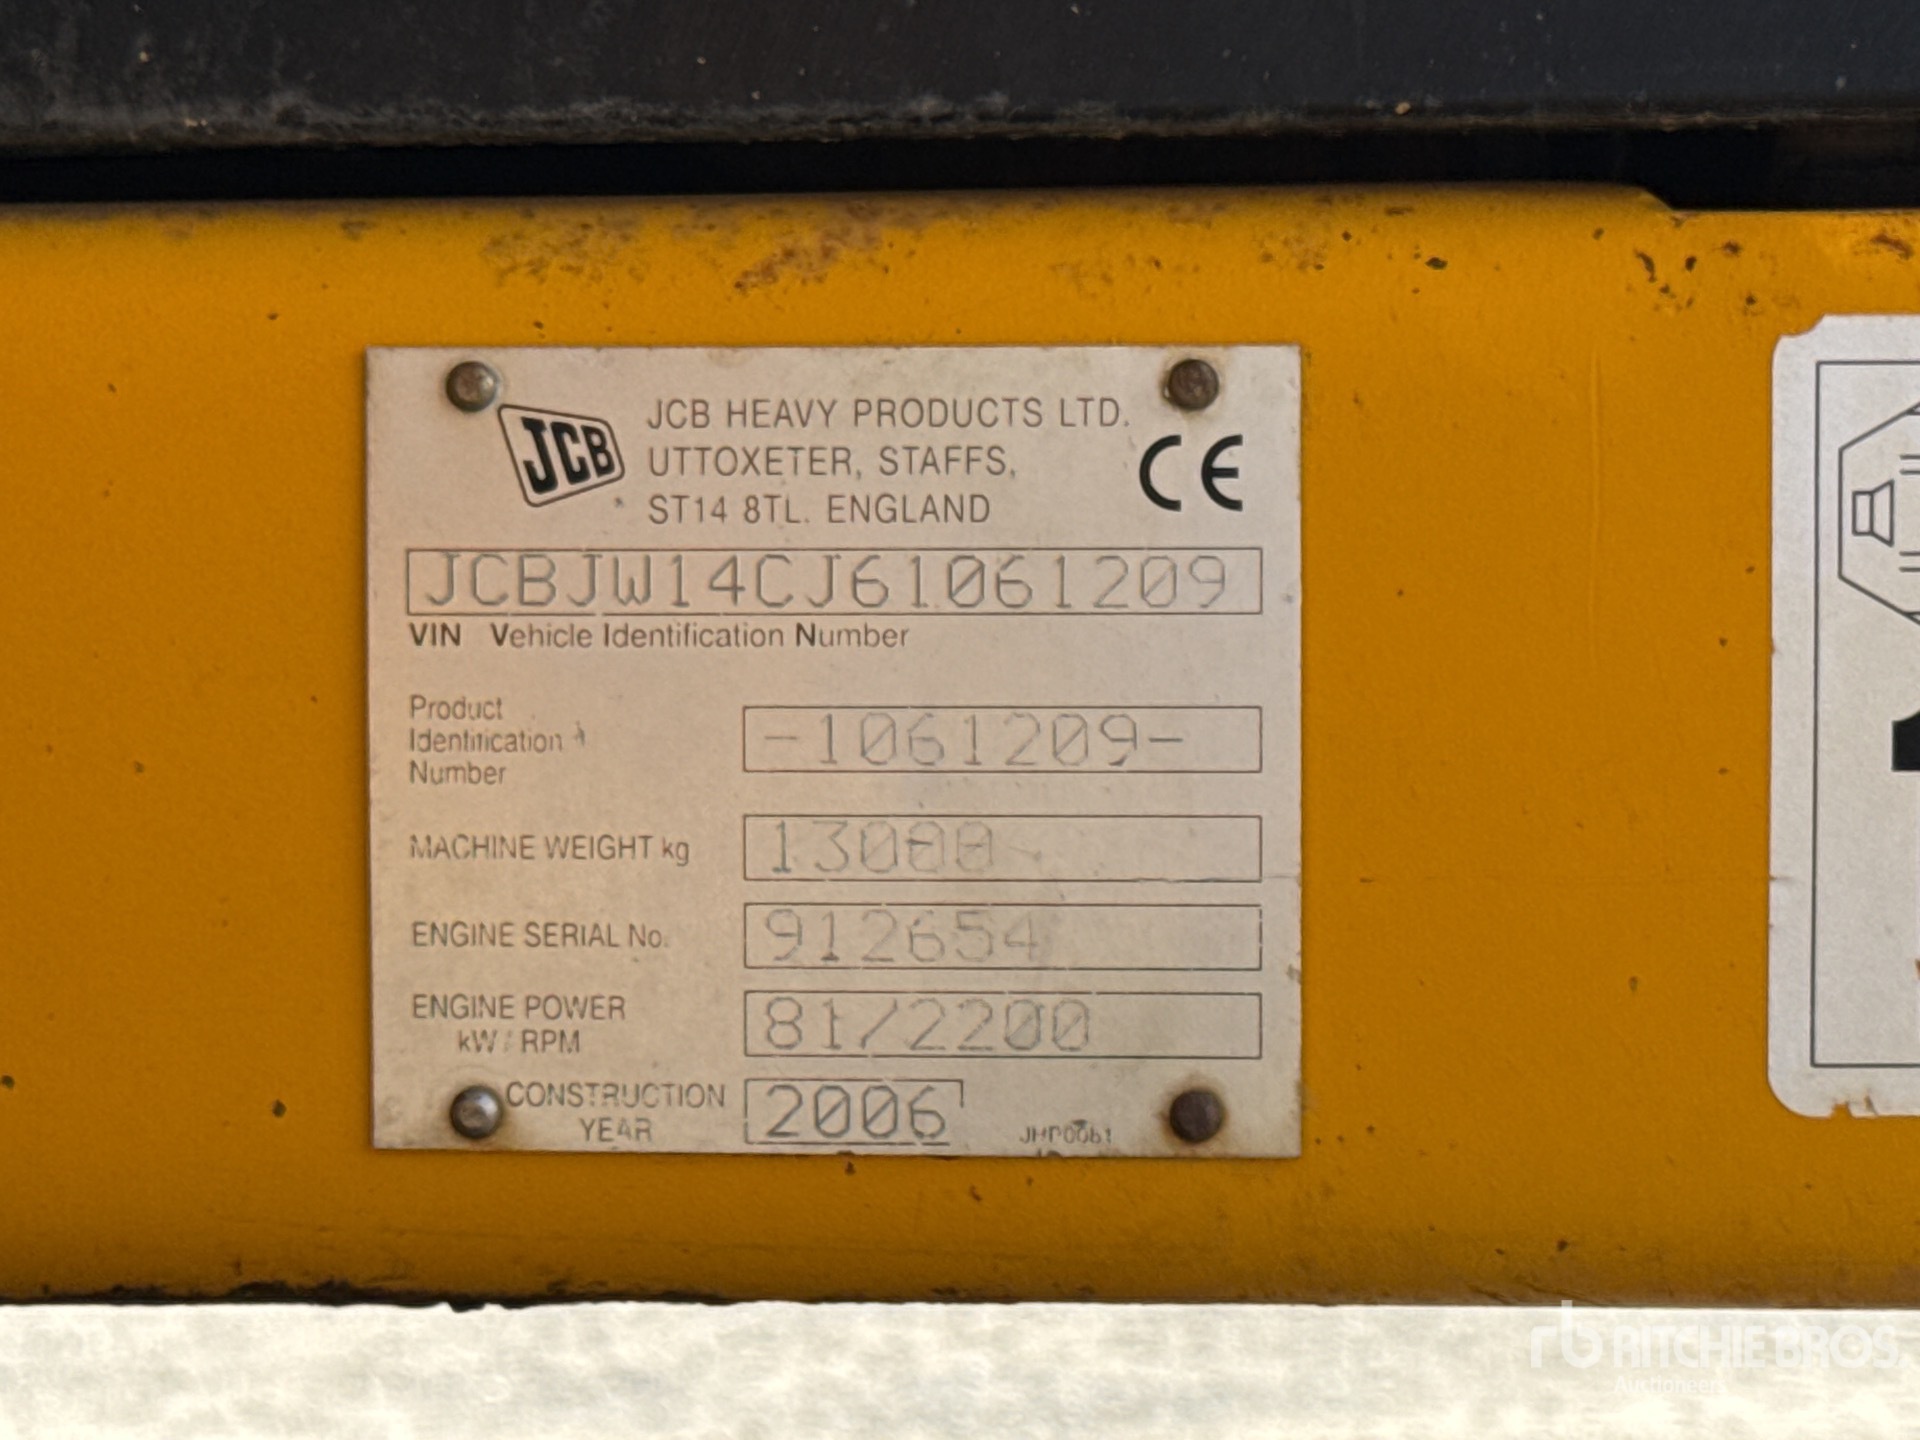 JCB
JCB HEAVY PRODUCTS LTD.
UTTOXETER, STAFFS,
ST14 8TL. ENGLAND
CE
JCBJW14CJ61061209
VIN Vehicle Identification Number
Product
Identification
Number
-1061209-
MACHINE WEIGHT kg
13000
ENGINE SERIAL No.
912654
ENGINE POWER
kW / RPM
81/2200
CONSTRUCTION
YEAR
2006
rb RITCHIE BROS.
Auctioneers